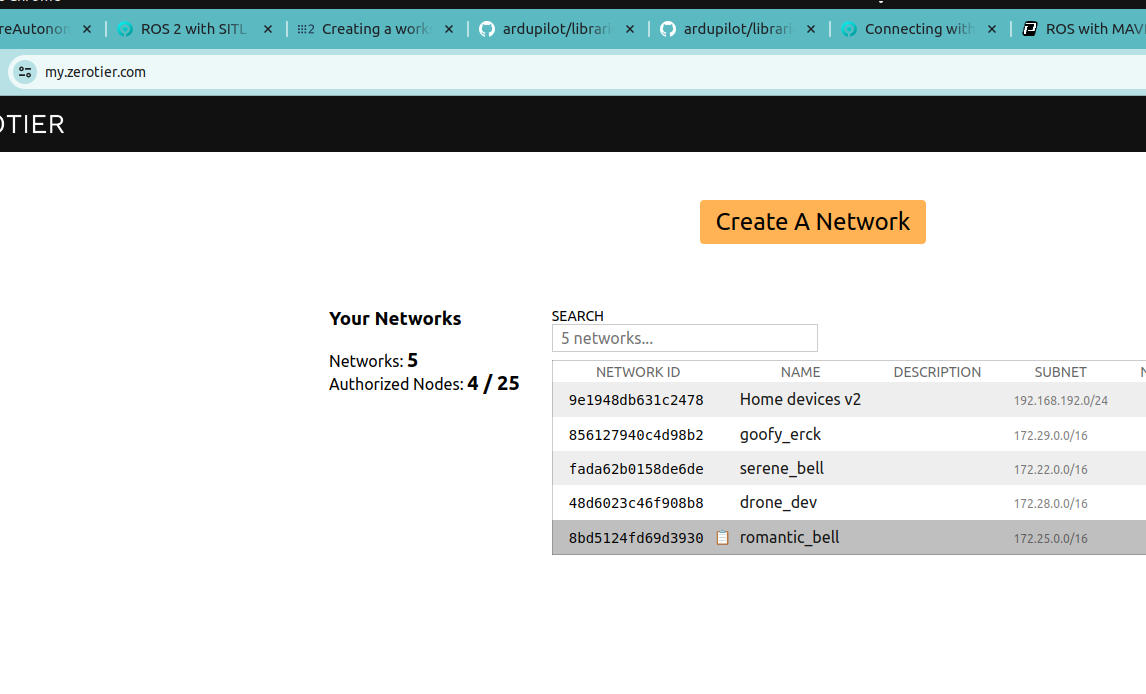 ROS 2 with SITL
Creating a work
ardupilot/librari
ardupilot/librari
Connecting with
ROS with MAV
my.zerotier.com
OTIER
Create A Network
Your Networks
Networks: 5
Authorized Nodes: 4 / 25
SEARCH
5 networks...
NETWORK ID NAME DESCRIPTION SUBNET
9e1948db631c2478 Home devices v2 192.168.192.0/24
856127940c4d98b2 goofy_erck 172.29.0.0/16
fada62b0158de6de serene_bell 172.22.0.0/16
48d6023c46f908b8 drone_dev 172.28.0.0/16
8bd5124fd69d3930 romantic_bell 172.25.0.0/16